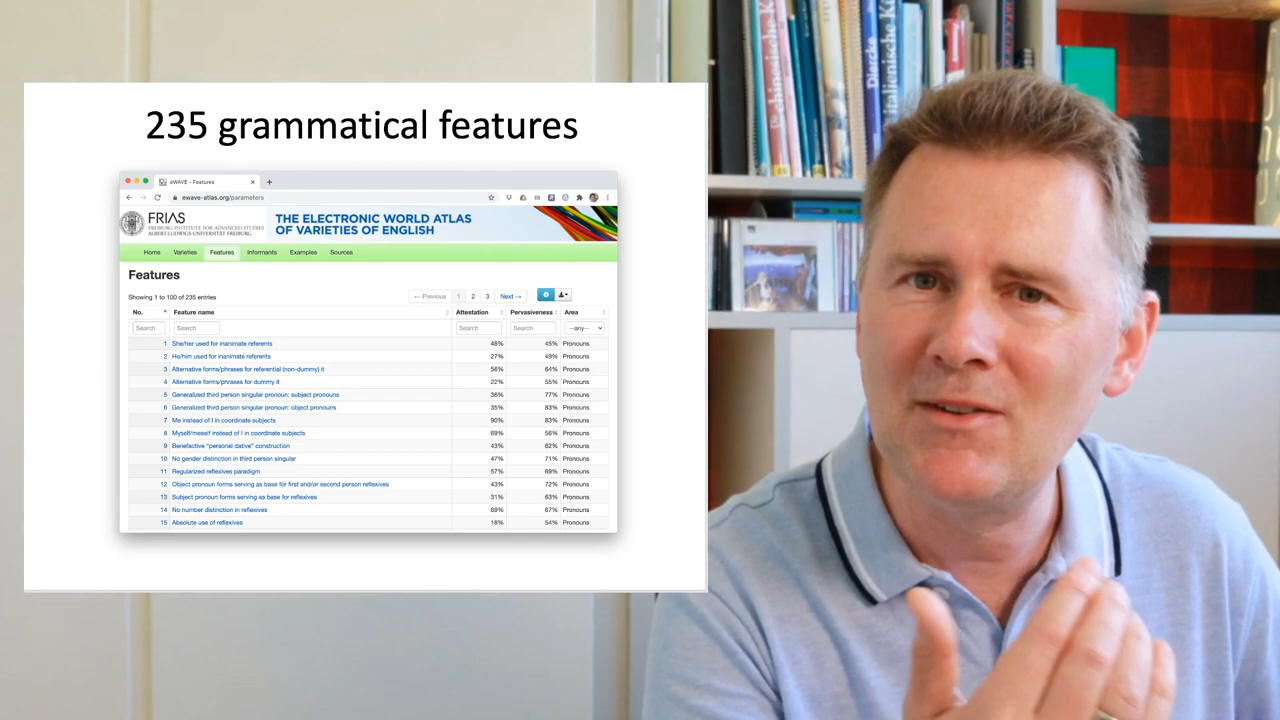 235 grammatical features
eWAVE - Features
ewave-atlas.org/parameters
FRIAS
FREIBURG INSTITUTE FOR ADVANCED STUDIES
ALBERT-LUDWIGS-UNIVERSITÄT FREIBURG
THE ELECTRONIC WORLD ATLAS
OF VARIETIES OF ENGLISH
Home Varieties Features Informants Examples Sources
Features
Showing 1 to 100 of 235 entries
← Previous 1 2 3 Next →
No. Feature name Attestation Pervasiveness Area
Search Search Search Search --any--
1 She/her used for inanimate referents 48% 45% Pronouns
2 He/him used for inanimate referents 27% 49% Pronouns
3 Alternative forms/phrases for referential (non-dummy) it 56% 64% Pronouns
4 Alternative forms/phrases for dummy it 22% 55% Pronouns
5 Generalized third person singular pronoun: subject pronouns 36% 77% Pronouns
6 Generalized third person singular pronoun: object pronouns 35% 83% Pronouns
7 Me instead of I in coordinate subjects 90% 83% Pronouns
8 Myself/meself instead of I in coordinate subjects 69% 56% Pronouns
9 Benefactive “personal dative” construction 43% 62% Pronouns
10 No gender distinction in third person singular 47% 71% Pronouns
11 Regularized reflexives paradigm 57% 69% Pronouns
12 Object pronoun forms serving as base for first and/or second person reflexives 43% 72% Pronouns
13 Subject pronoun forms serving as base for reflexives 31% 63% Pronouns
14 No number distinction in reflexives 69% 67% Pronouns
15 Absolute use of reflexives 18% 54% Pronouns
chinesische K
Diercke
italienische Kü